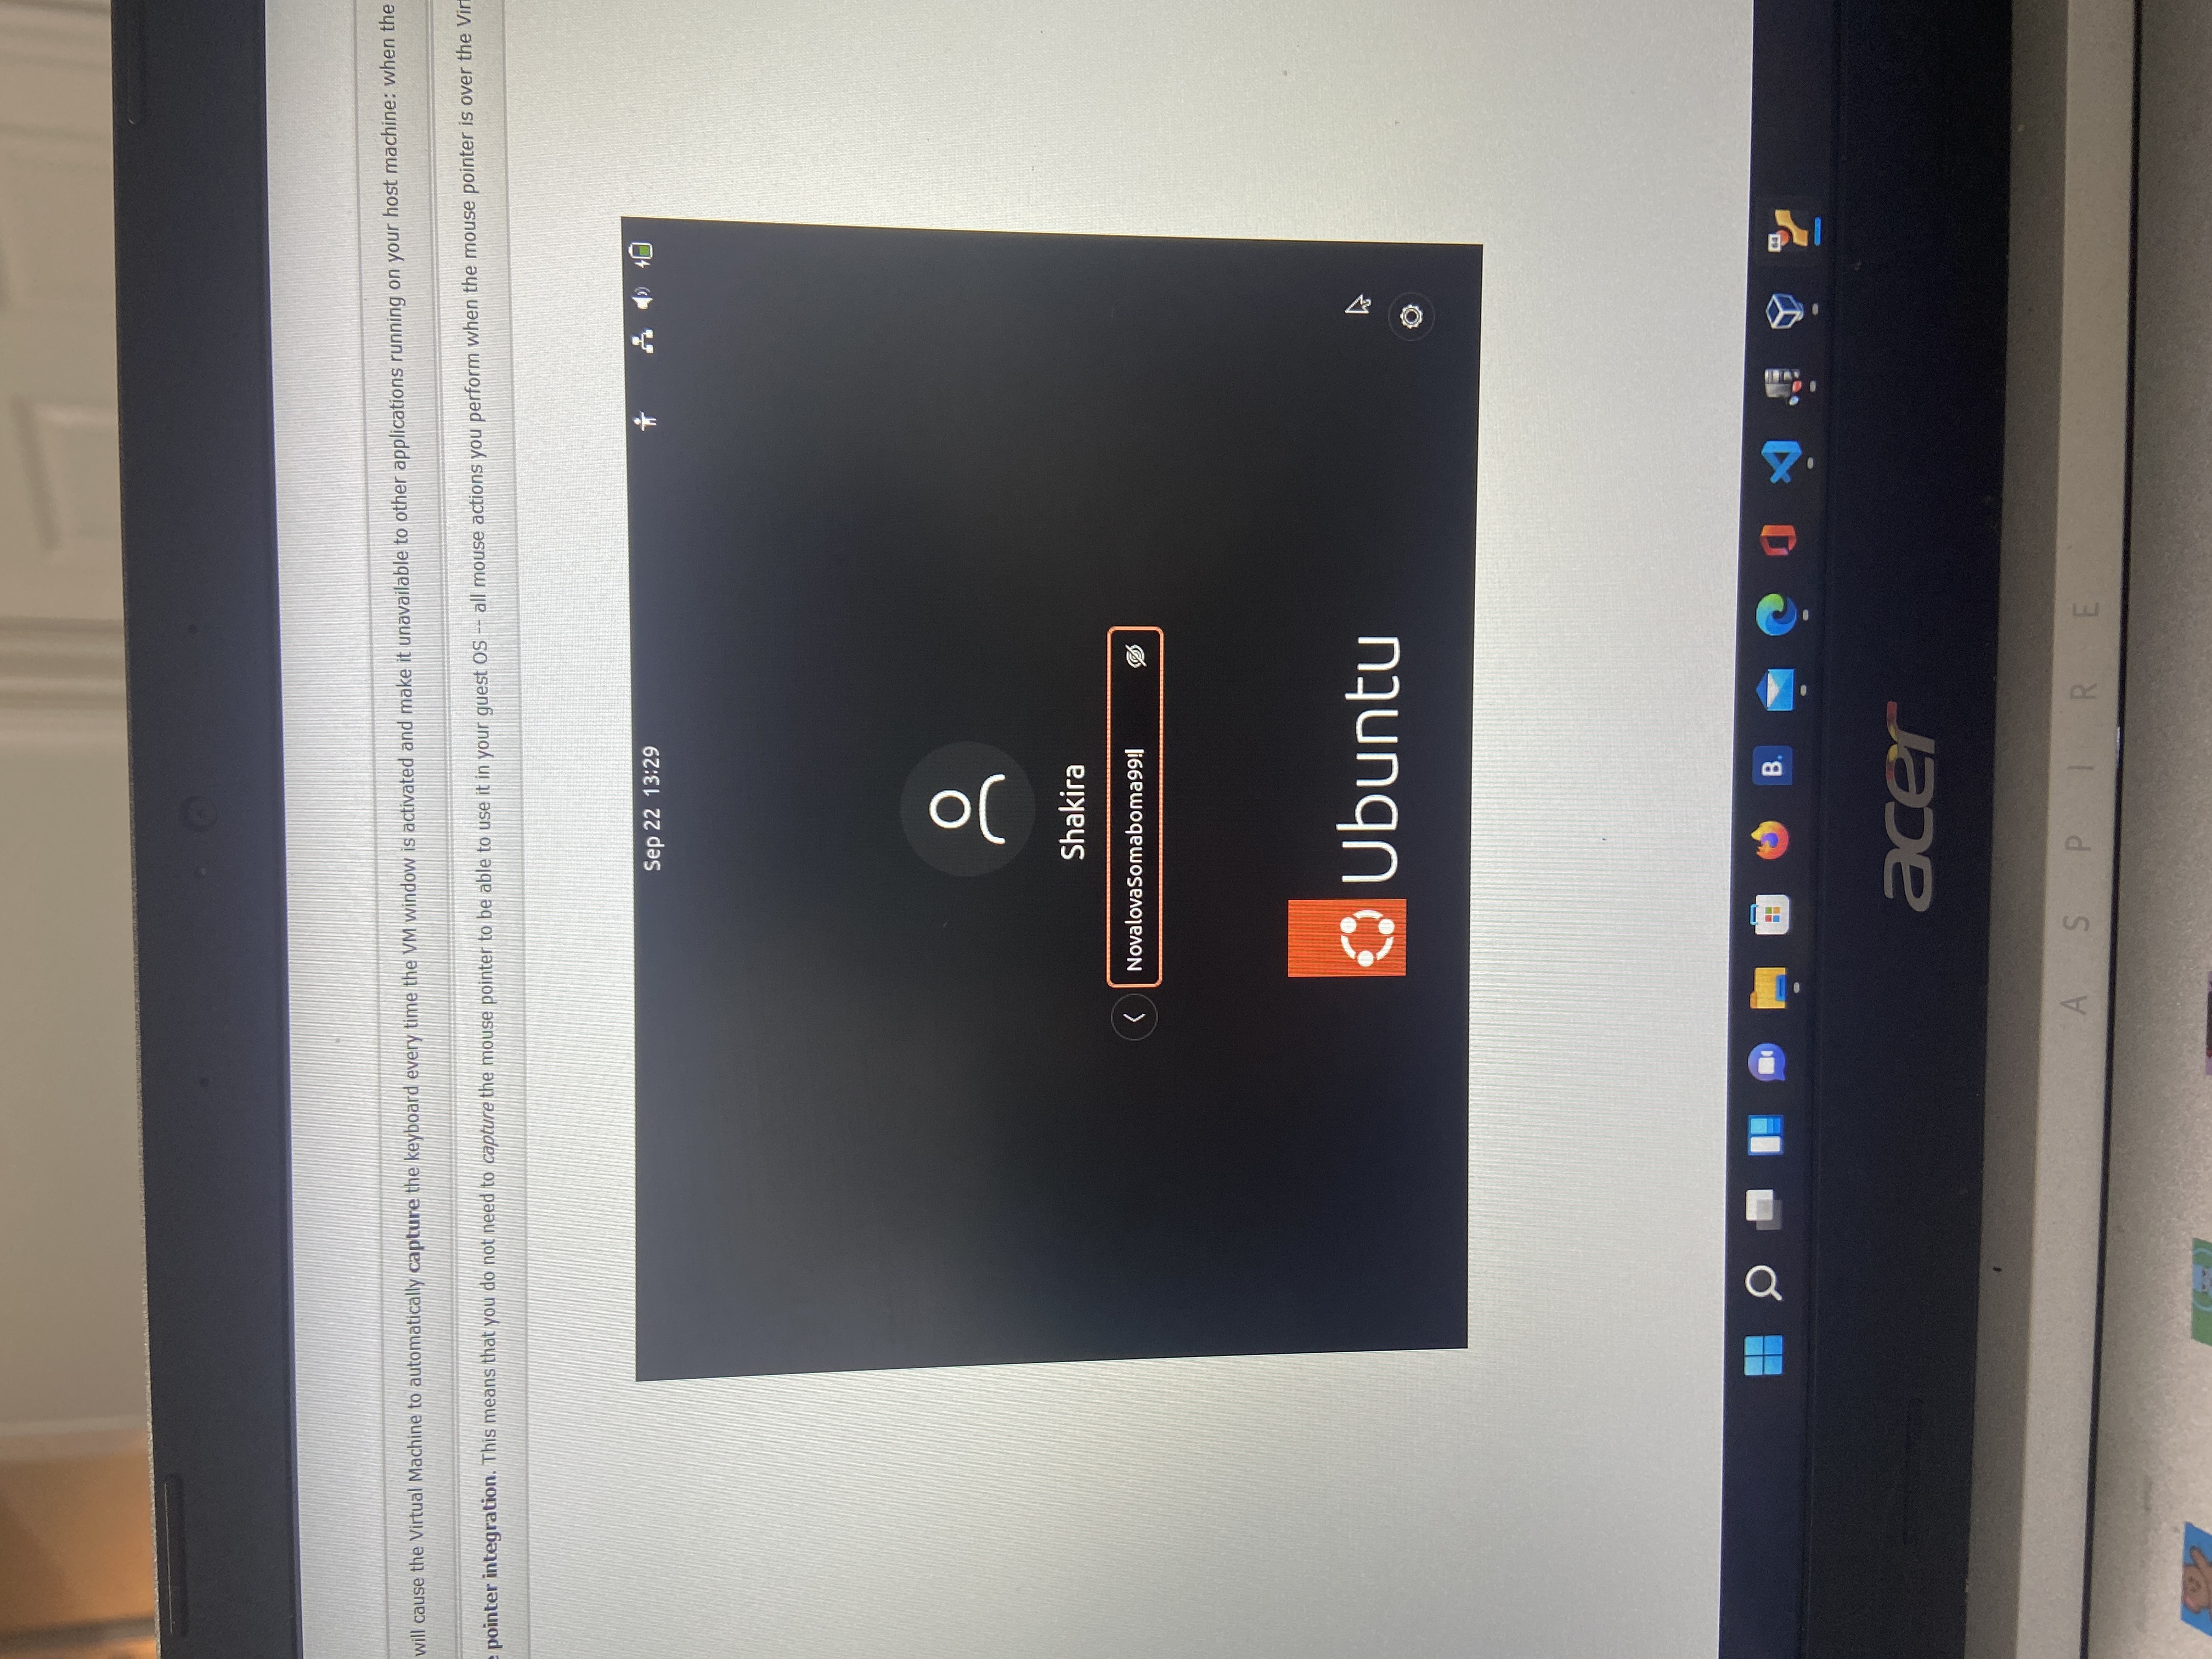 will cause the Virtual Machine to automatically capture the keyboard every time the VM window is activated and make it unavailable to other applications running on your host machine: when the
pointer integration. This means that you do not need to capture the mouse pointer to be able to use it in your guest OS -- all mouse actions you perform when the mouse pointer is over the
Sep 22 13:29
Shakira
NovalovaSomaboma99!
Ubuntu
B.
64
acer
ASPIRE